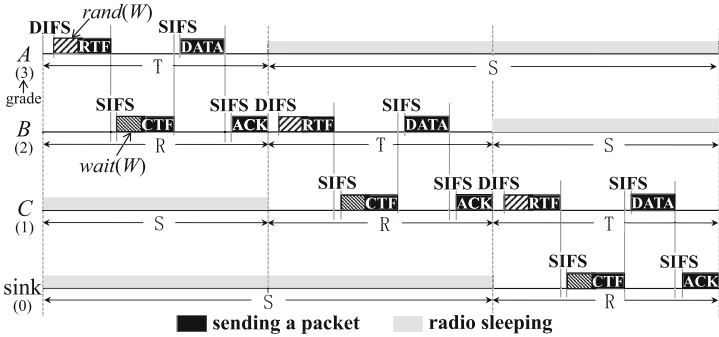 DIFS rand(W) SIFS
A RTF DATA
(3) T S
grade SIFS SIFS DIFS SIFS
B CTF ACK RTF DATA
(2) R T S
wait(W) SIFS SIFS DIFS SIFS
C CTF ACK RTF DATA
(1) S R T
SIFS SIFS
sink CTF ACK
(0) S R
sending a packet radio sleeping